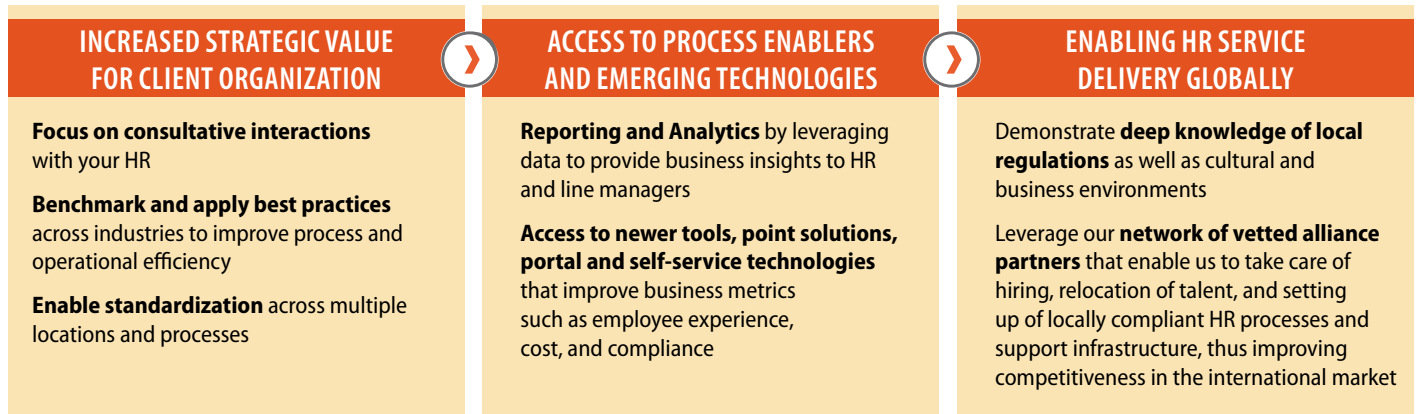 INCREASED STRATEGIC VALUE
FOR CLIENT ORGANIZATION
Focus on consultative interactions
with your HR
Benchmark and apply best practices
across industries to improve process and
operational efficiency
Enable standardization across multiple
locations and processes
ACCESS TO PROCESS ENABLERS
AND EMERGING TECHNOLOGIES
Reporting and Analytics by leveraging
data to provide business insights to HR
and line managers
Access to newer tools, point solutions,
portal and self-service technologies
that improve business metrics
such as employee experience,
cost, and compliance
ENABLING HR SERVICE
DELIVERY GLOBALLY
Demonstrate deep knowledge of local
regulations as well as cultural and
business environments
Leverage our network of vetted alliance
partners that enable us to take care of
hiring, relocation of talent, and setting
up of locally compliant HR processes and
support infrastructure, thus improving
competitiveness in the international market